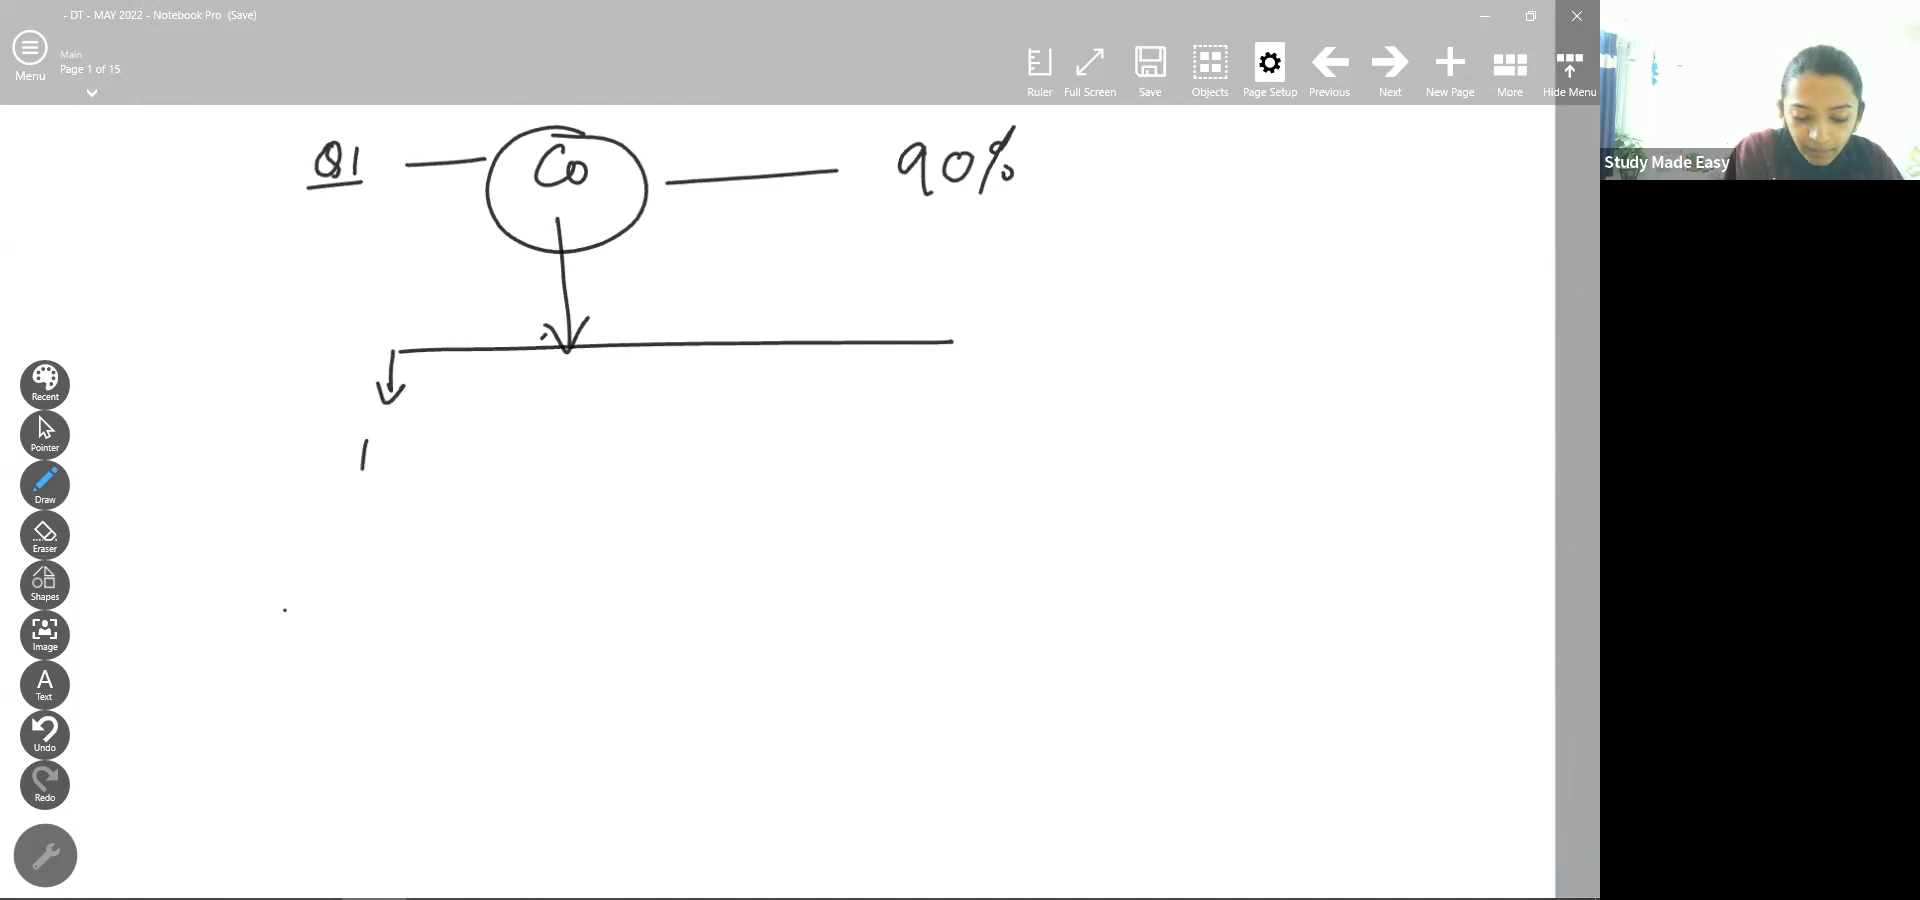 - DT - MAY 2022 - Notebook Pro (Save)
Menu
Main
Page 1 of 15
Ruler
Full Screen
Save
Objects
Page Setup
Previous
Next
New Page
More
Hide Menu
Study Made Easy
Q1
Co
90%
Recent
Pointer
Draw
Eraser
Shapes
Image
A
Text
Undo
Redo